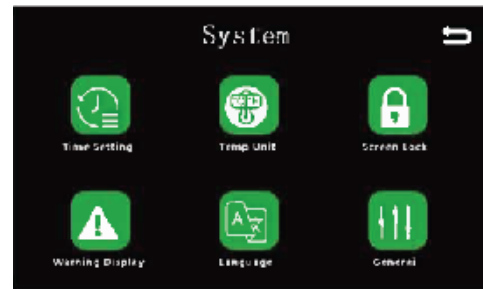 System
Time Setting
Temp Unit
Screen Lock
Warning Display
Language
General